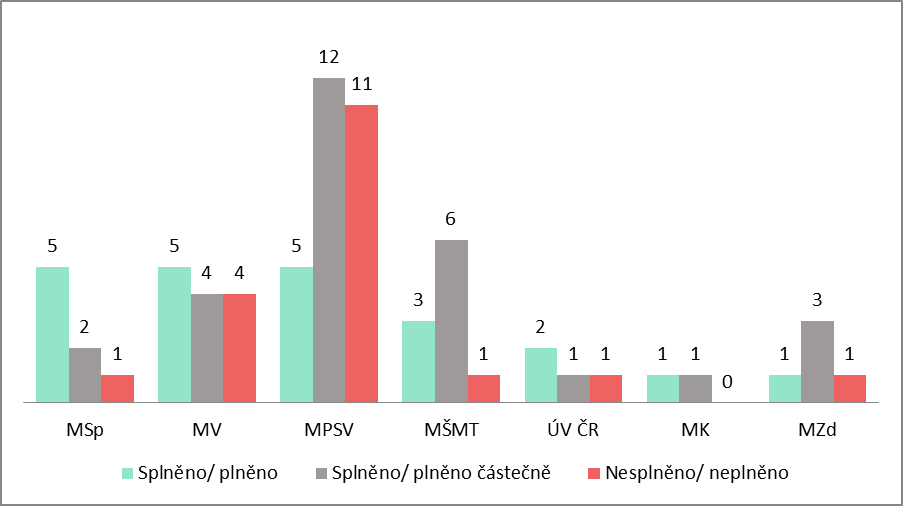 12
11
6
5 5 5
4 4
3 3
2 2
1 1 1 1 1 1 1 1
0
MSp MV MPSV MŠMT ÚV ČR MK MZd
Splněno/ plněno Splněno/ plněno částečně Nesplněno/ neplněno